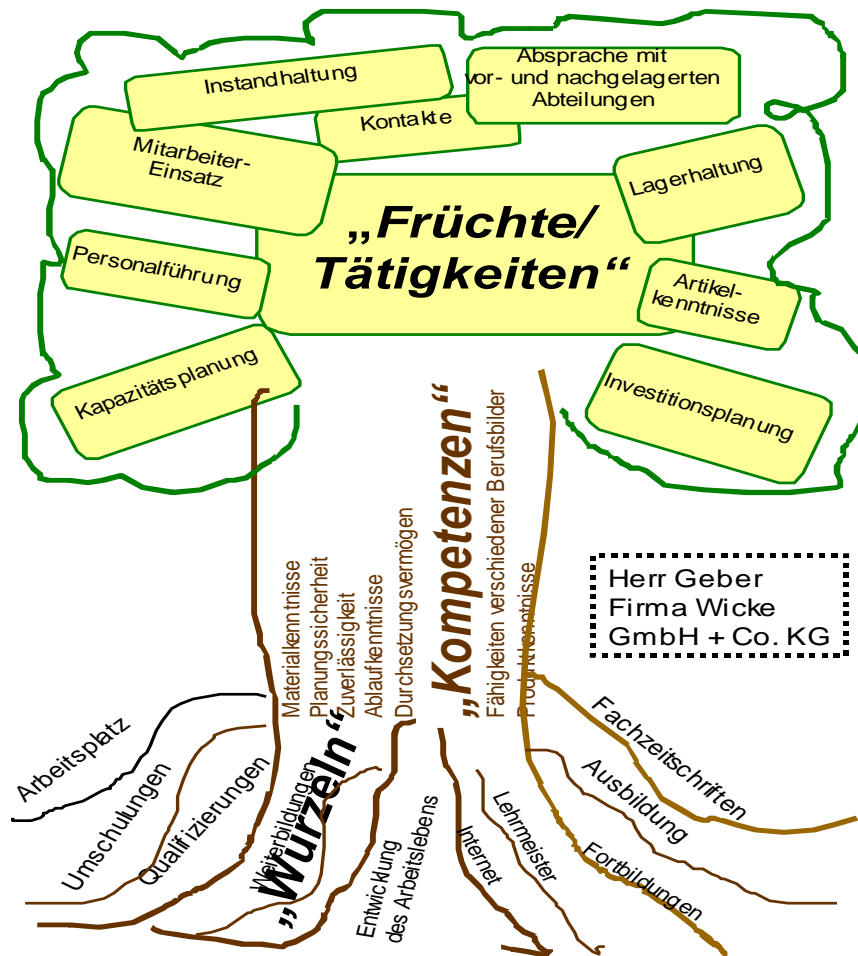 Instandhaltung
Absprache mit
vor- und nachgelagerten
Abteilungen
Kontakte
Mitarbeiter-
Einsatz
Lagerhaltung
„Früchte/
Tätigkeiten“
Personalführung
Artikel-
kenntnisse
Kapazitätsplanung
Investitionsplanung
„Kompetenzen“
Materialkenntnisse
Planungssicherheit
Zuverlässigkeit
Ablaufkenntnisse
Durchsetzungsvermögen
Fähigkeiten verschiedener Berufsbilder
Produktkenntnisse
Herr Geber
Firma Wicke
GmbH + Co. KG
„Wurzeln“
Arbeitsplatz
Umschulungen
Qualifizierungen
Weiterbildungen
Entwicklung
des Arbeitslebens
Internet
Lehrmeister
Fortbildungen
Ausbildung
Fachzeitschriften